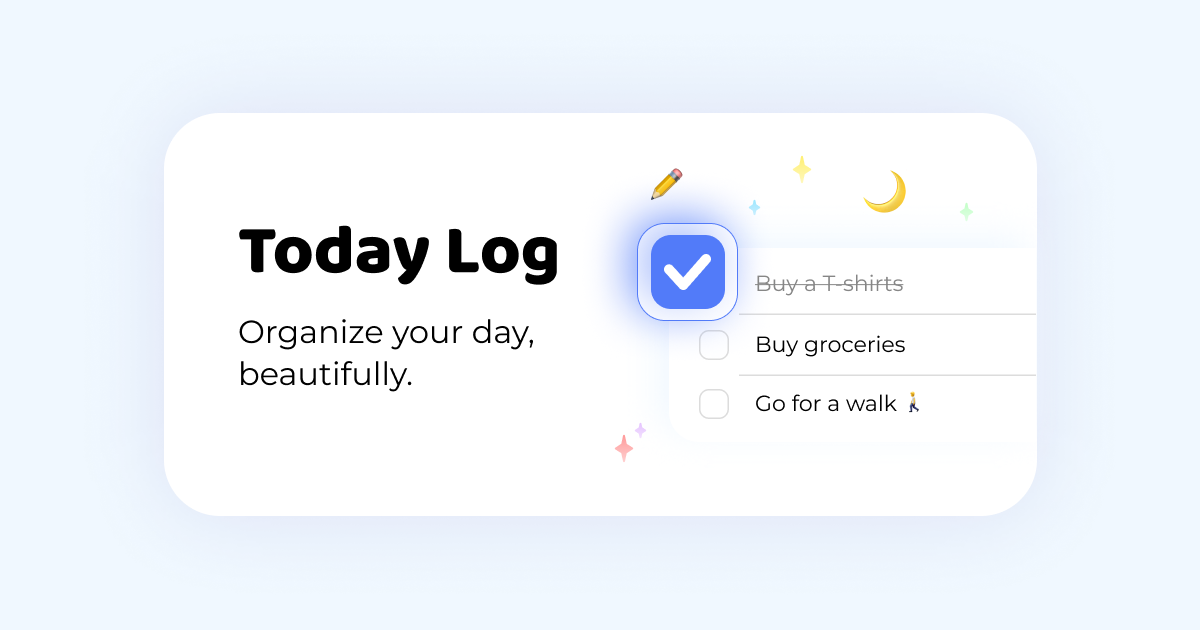 Today Log
Organize your day,
beautifully.
Buy a T-shirts
Buy groceries
Go for a walk 🚶